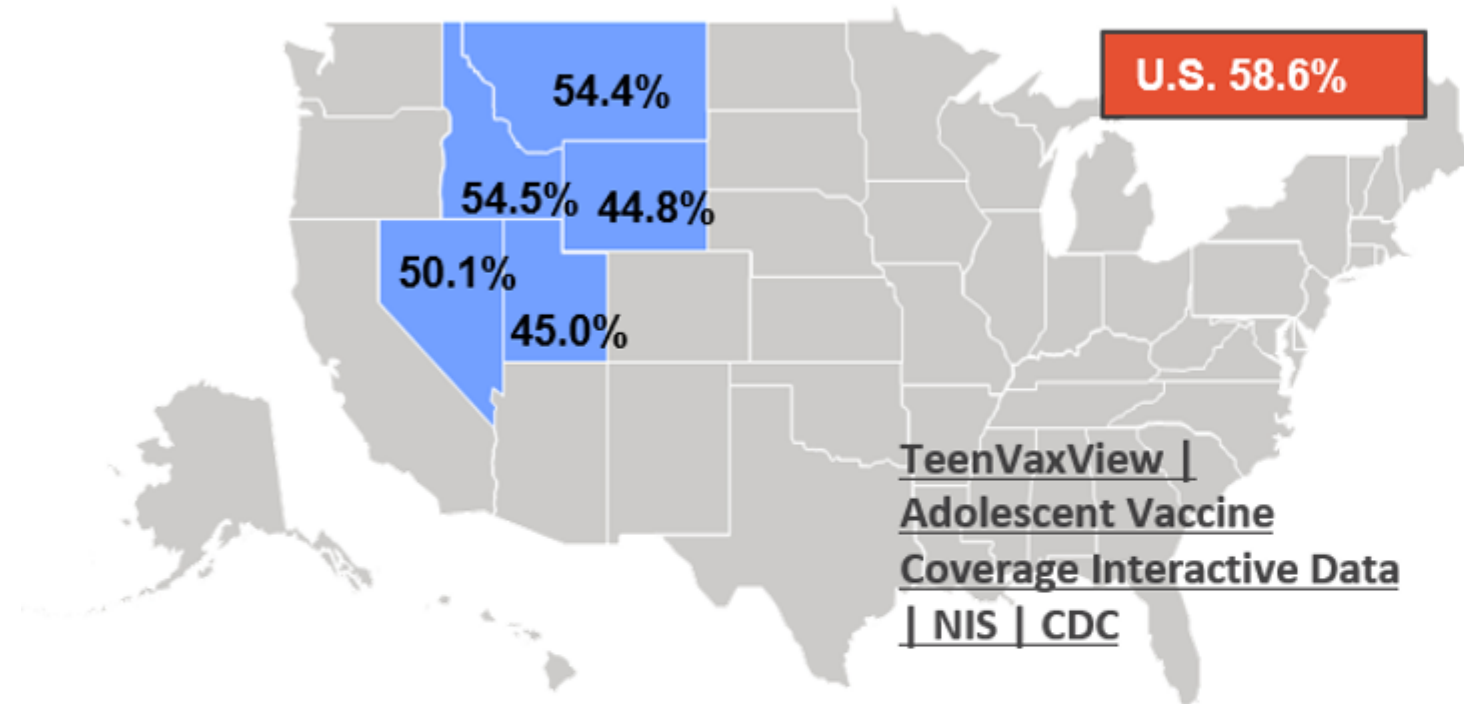 U.S. 58.6%
54.4%
54.5%
44.8%
50.1%
45.0%
TeenVaxView |
Adolescent Vaccine
Coverage Interactive Data
| NIS | CDC